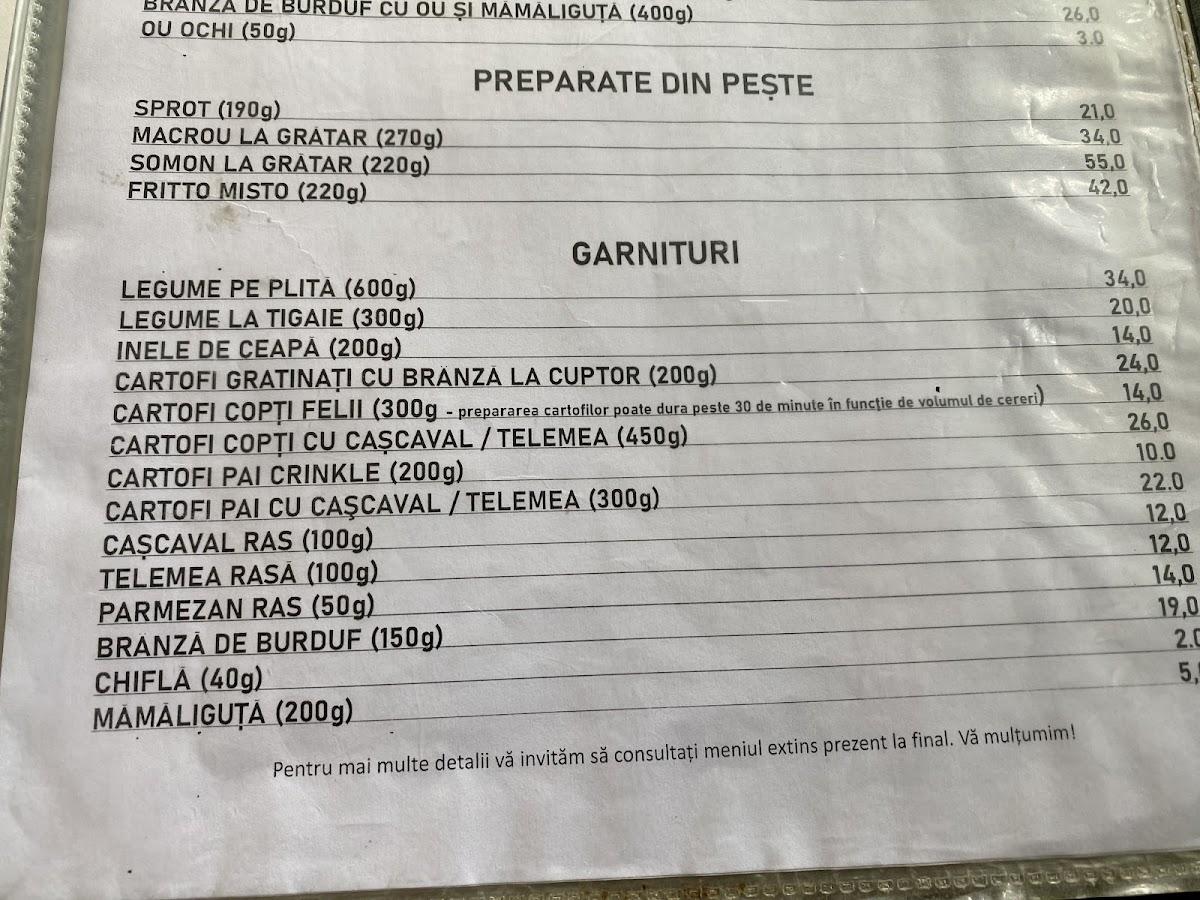 BRÂNZĂ DE BURDUF CU OU ȘI MĂMĂLIGUȚĂ (400g) 26,0
OU OCHI (50g) 3.0
PREPARATE DIN PEȘTE
SPROT (190g) 21,0
MACROU LA GRĂTAR (270g) 34,0
SOMON LA GRĂTAR (220g) 55,0
FRITTO MISTO (220g) 42,0
GARNITURI
LEGUME PE PLITĂ (600g) 34,0
LEGUME LA TIGAIE (300g) 20,0
INELE DE CEAPĂ (200g) 14,0
CARTOFI GRATINAȚI CU BRÂNZĂ LA CUPTOR (200g) 24,0
CARTOFI COPȚI FELII (300g - prepararea cartofilor poate dura peste 30 de minute în funcție de volumul de cereri) 14,0
CARTOFI COPȚI CU CAȘCAVAL / TELEMEA (450g) 26,0
CARTOFI PAI CRINKLE (200g) 10.0
CARTOFI PAI CU CAȘCAVAL / TELEMEA (300g) 22.0
CAȘCAVAL RAS (100g) 12,0
TELEMEA RASĂ (100g) 12,0
PARMEZAN RAS (50g) 14,0
BRÂNZĂ DE BURDUF (150g) 19,0
CHIFLĂ (40g) 2.0
MĂMĂLIGUȚĂ (200g) 5,
Pentru mai multe detalii vă invităm să consultați meniul extins prezent la final. Vă mulțumim!